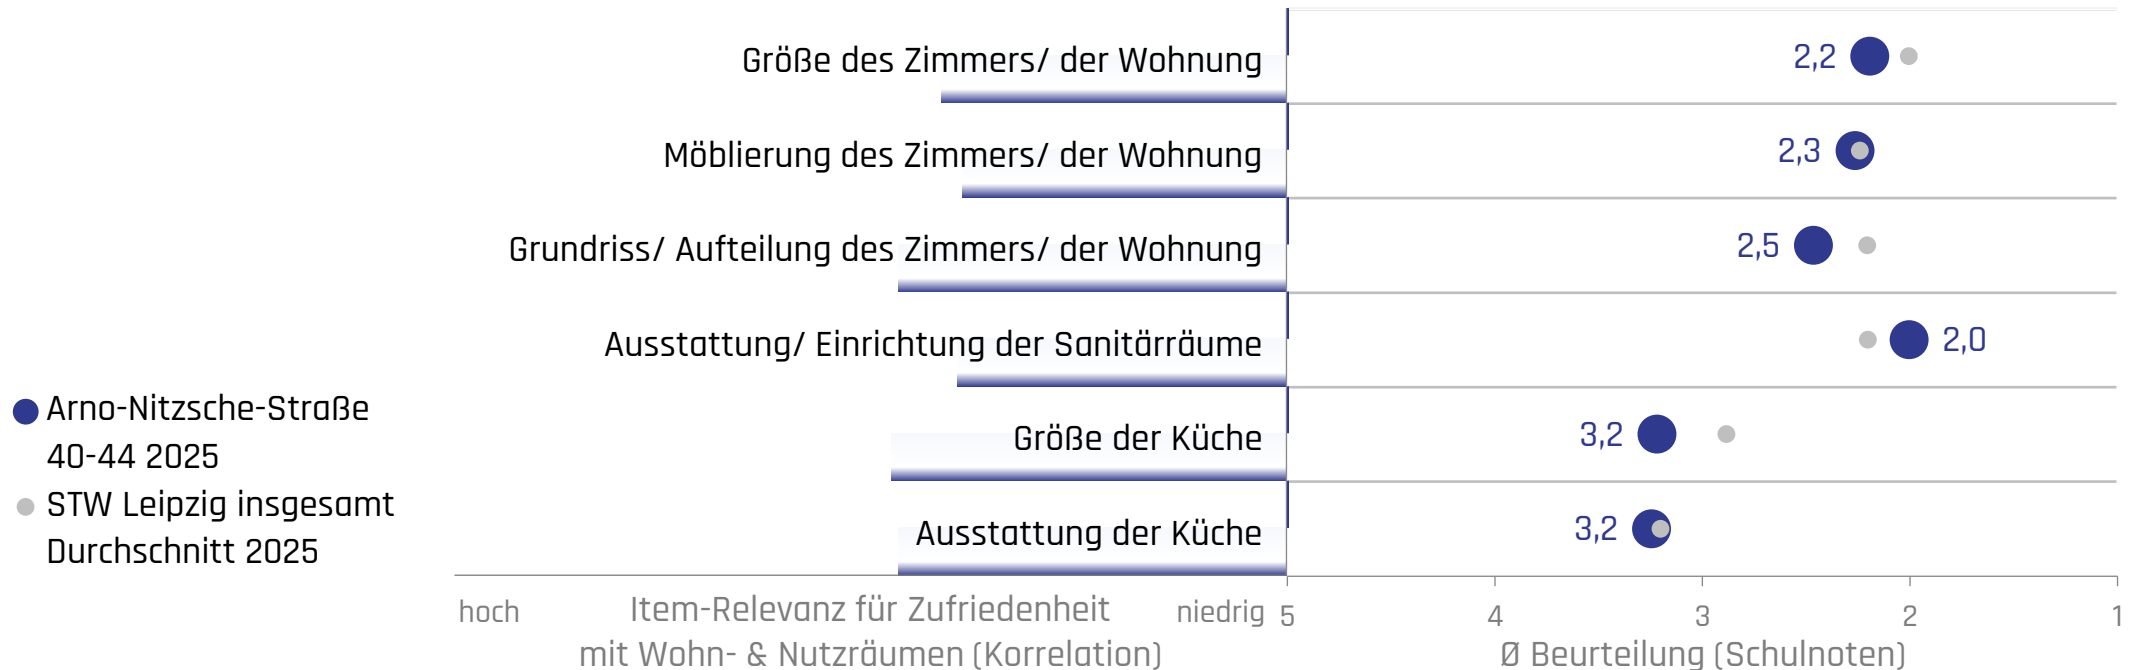 Größe des Zimmers/ der Wohnung
2,2
Möblierung des Zimmers/ der Wohnung
2,3
Grundriss/ Aufteilung des Zimmers/ der Wohnung
2,5
Ausstattung/ Einrichtung der Sanitärräume
2,0
Größe der Küche
3,2
Ausstattung der Küche
3,2
Arno-Nitzsche-Straße
40-44 2025
STW Leipzig insgesamt
Durchschnitt 2025
hoch
Item-Relevanz für Zufriedenheit
mit Wohn- & Nutzräumen (Korrelation)
niedrig
5 4 3 2 1
Ø Beurteilung (Schulnoten)